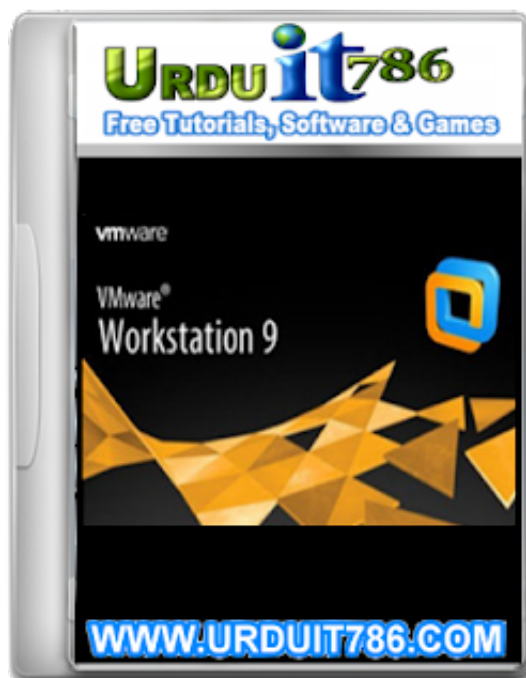 URDU it 786
Free Tutorials, Software & Games
vmware
VMware®
Workstation 9
WWW.URDUIT786.COM